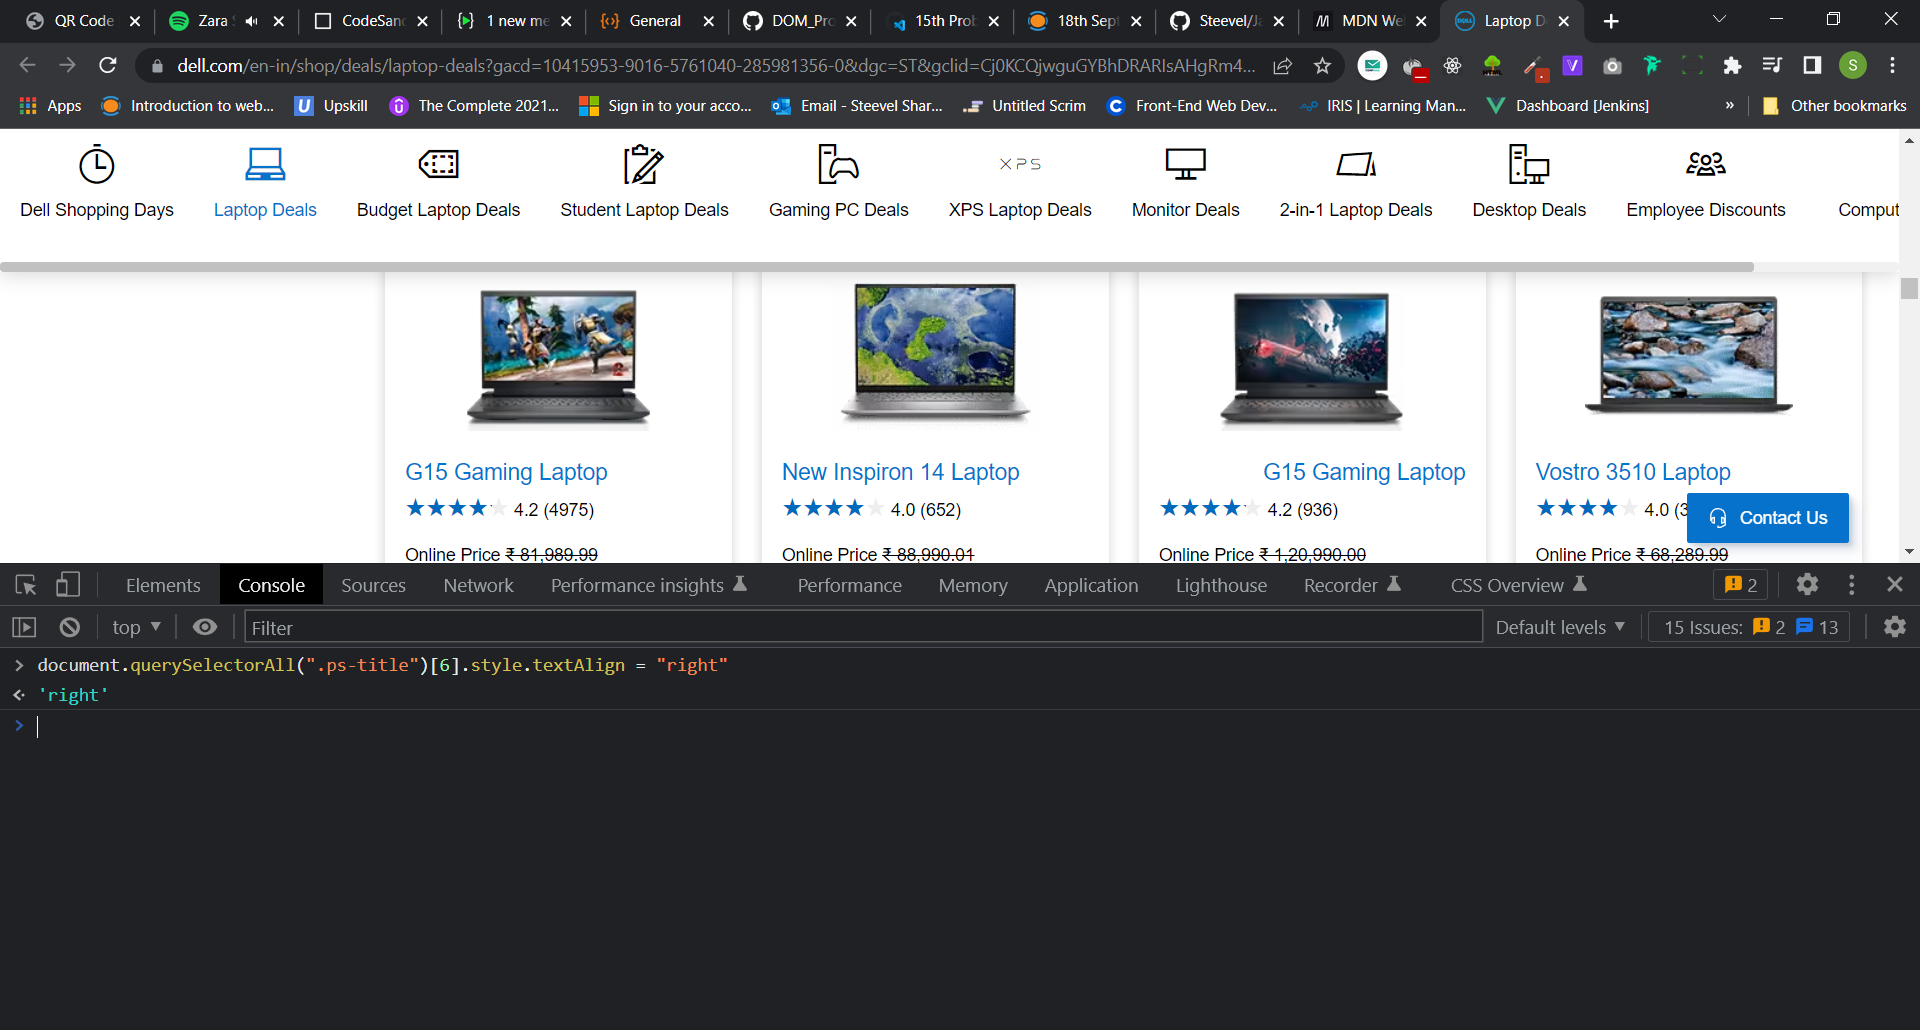 QR Code
Zara
CodeSan
1 new me
General
DOM_Pro
15th Prob
18th Sept
Steevel/Ja
MDN We
Laptop D
dell.com/en-in/shop/deals/laptop-deals?gacd=10415953-9016-5761040-285981356-0&dgc=ST&gclid=Cj0KCQjwguGYBhDRARIsAHgRm4...
S
Apps
Introduction to web...
U Upskill
The Complete 2021...
Sign in to your acco...
Email - Steevel Shar...
Untitled Scrim
Front-End Web Dev...
IRIS | Learning Man...
Dashboard [Jenkins]
»
Other bookmarks
XPS
Dell Shopping Days
Laptop Deals
Budget Laptop Deals
Student Laptop Deals
Gaming PC Deals
XPS Laptop Deals
Monitor Deals
2-in-1 Laptop Deals
Desktop Deals
Employee Discounts
Comput
G15 Gaming Laptop
4.2 (4975)
Online Price ₹ 81,989.99
New Inspiron 14 Laptop
4.0 (652)
Online Price ₹ 88,990.01
G15 Gaming Laptop
4.2 (936)
Online Price ₹ 1,20,990.00
Vostro 3510 Laptop
4.0 (3
Online Price ₹ 68,289.99
Contact Us
Elements
Console
Sources
Network
Performance insights
Performance
Memory
Application
Lighthouse
Recorder
CSS Overview
2
top
Filter
Default levels
15 Issues: 2 13
> document.querySelectorAll(".ps-title")[6].style.textAlign = "right"
'right'
>